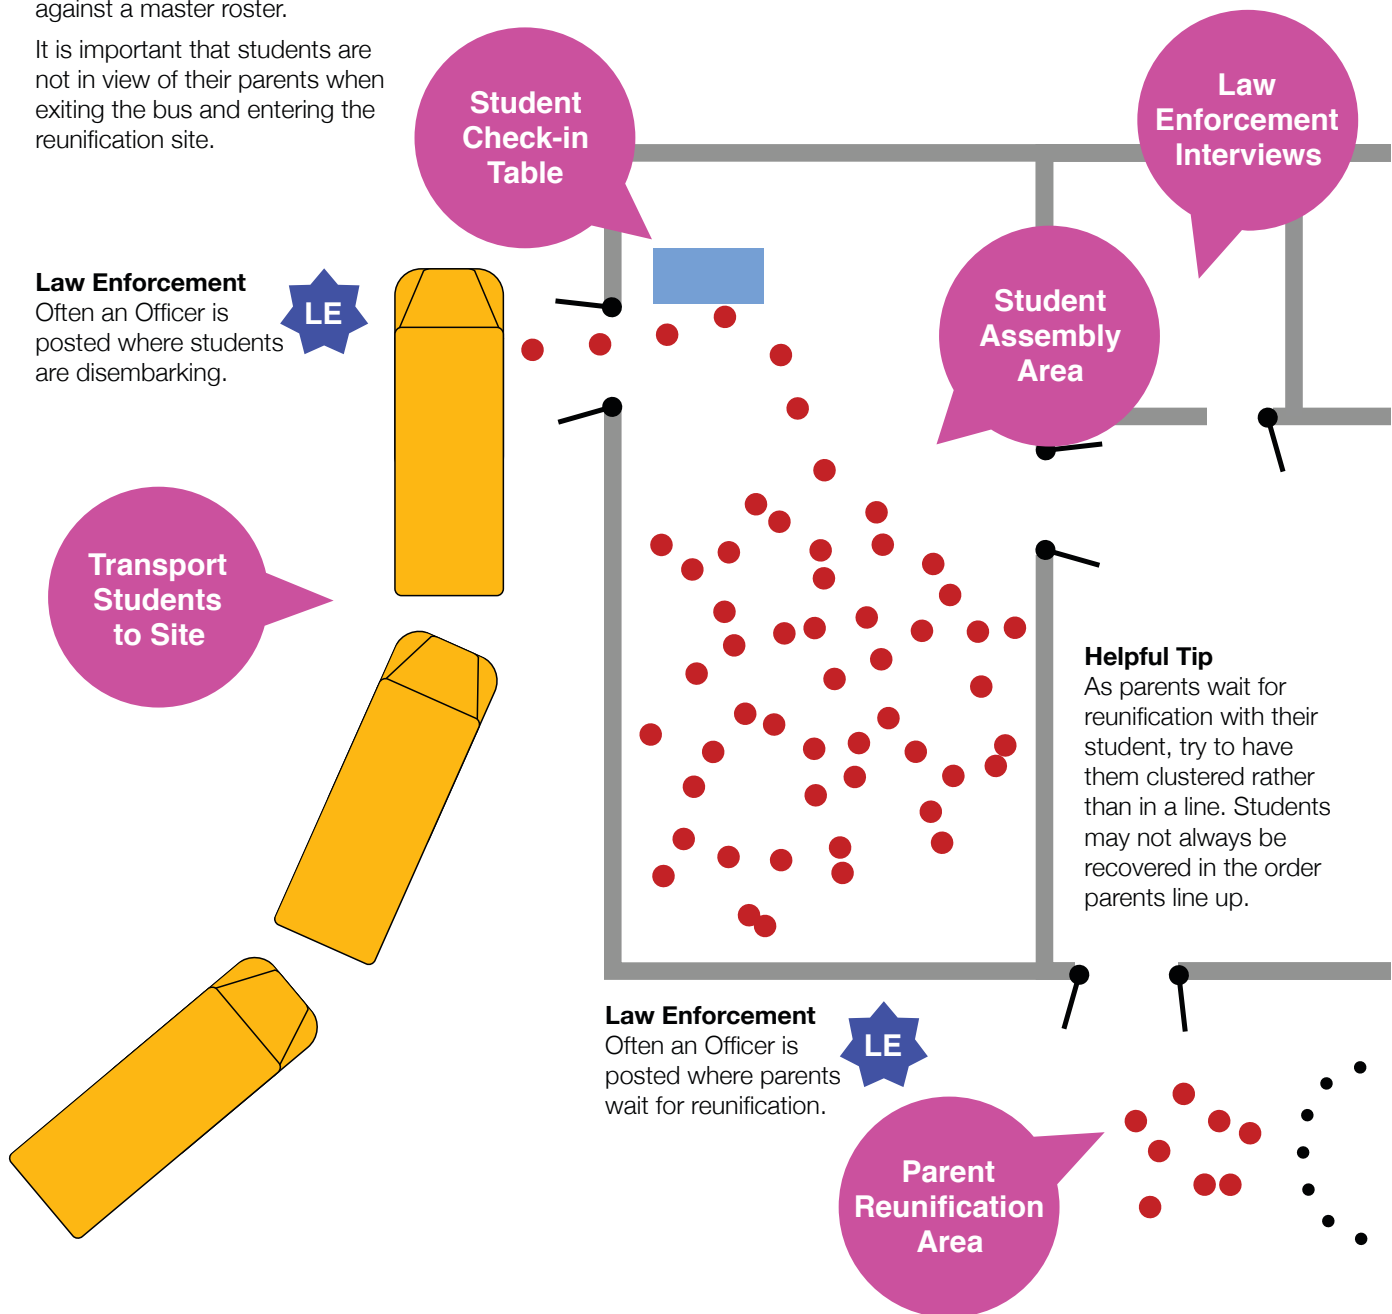 against a master roster.
It is important that students are
not in view of their parents when
exiting the bus and entering the
reunification site.
Student
Check-in
Table
Law
Enforcement
Interviews
Law Enforcement
Often an Officer is
posted where students
are disembarking.
LE
Student
Assembly
Area
Transport
Students
to Site
Helpful Tip
As parents wait for
reunification with their
student, try to have
them clustered rather
than in a line. Students
may not always be
recovered in the order
parents line up.
Law Enforcement
Often an Officer is
posted where parents
wait for reunification.
LE
Parent
Reunification
Area